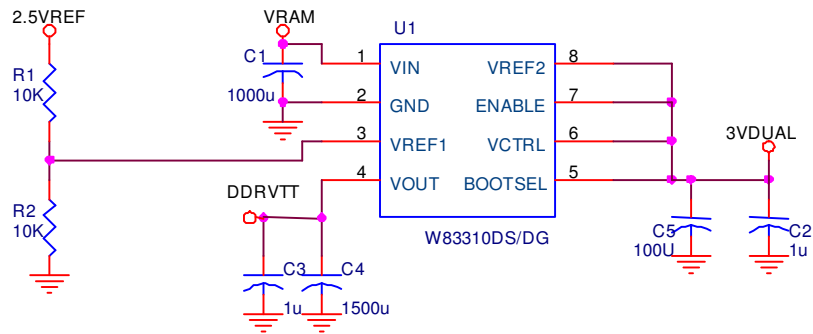 2.5VREF
VRAM
U1
R1
10K
C1
1000u
1
VIN
VREF2
8
2
GND
ENABLE
7
3
VREF1
VCTRL
6
4
VOUT
BOOTSEL
5
3VDUAL
DDRVTT
R2
10K
W83310DS/DG
C5
100U
C2
1u
C3
1u
C4
1500u